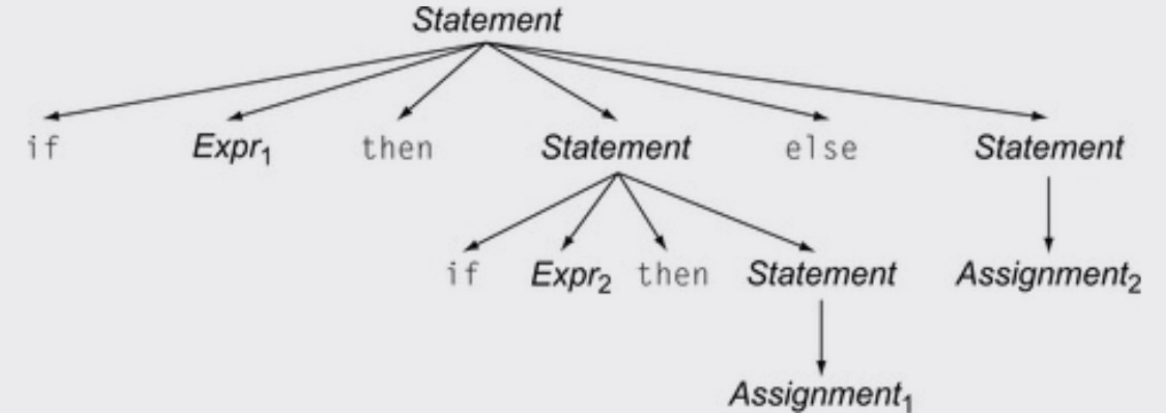 Statement
if Expr₁ then Statement else Statement
if Expr₂ then Statement Assignment₂
Assignment₁